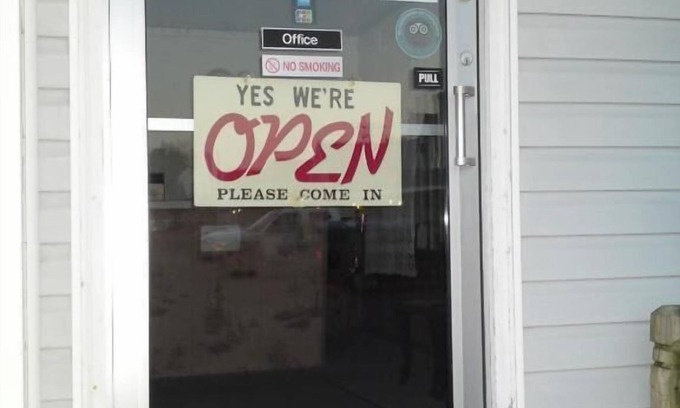 Office
NO SMOKING
PULL
YES WE'RE
OPEN
PLEASE COME IN